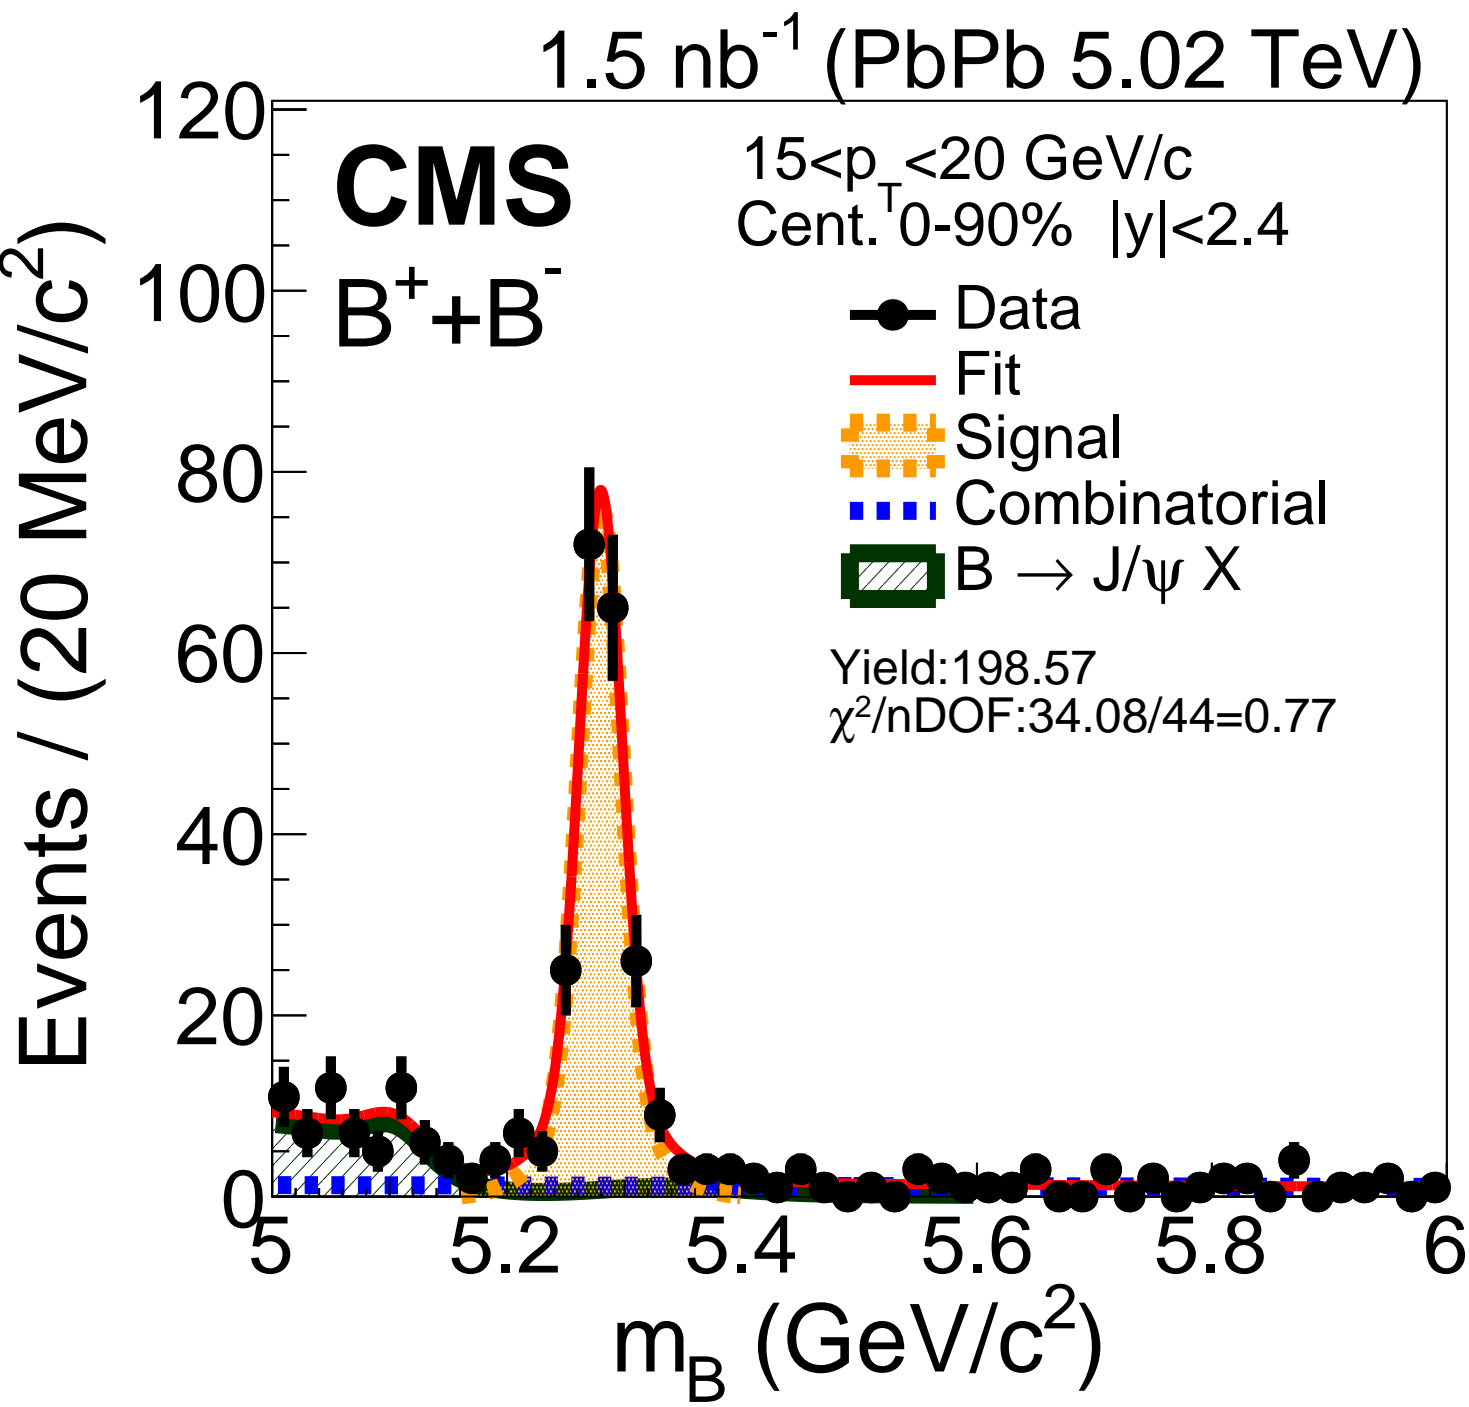 1.5 nb⁻¹ (PbPb 5.02 TeV)
CMS
B⁺+B⁻
15<p_T<20 GeV/c
Cent. 0-90% |y|<2.4
Data
Fit
Signal
Combinatorial
B → J/ψ X
Yield:198.57
χ²/nDOF:34.08/44=0.77
Events / (20 MeV/c²)
120
100
80
60
40
20
0
5 5.2 5.4 5.6 5.8 6
m_B (GeV/c²)